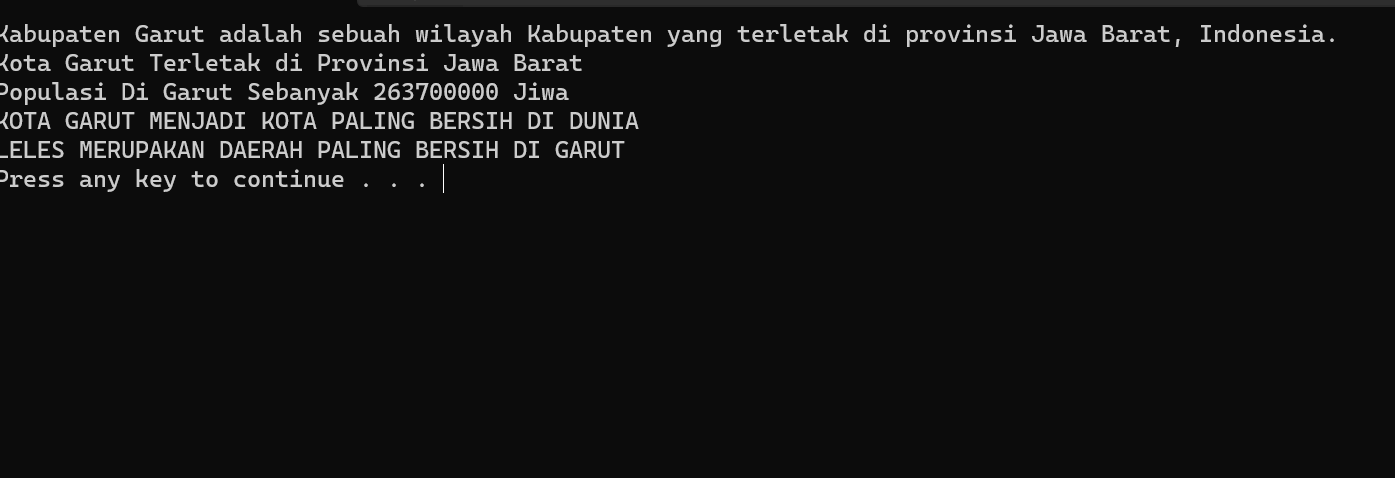 Kabupaten Garut adalah sebuah wilayah Kabupaten yang terletak di provinsi Jawa Barat, Indonesia.
Kota Garut Terletak di Provinsi Jawa Barat
Populasi Di Garut Sebanyak 263700000 Jiwa
KOTA GARUT MENJADI KOTA PALING BERSIH DI DUNIA
LELES MERUPAKAN DAERAH PALING BERSIH DI GARUT
Press any key to continue . . .